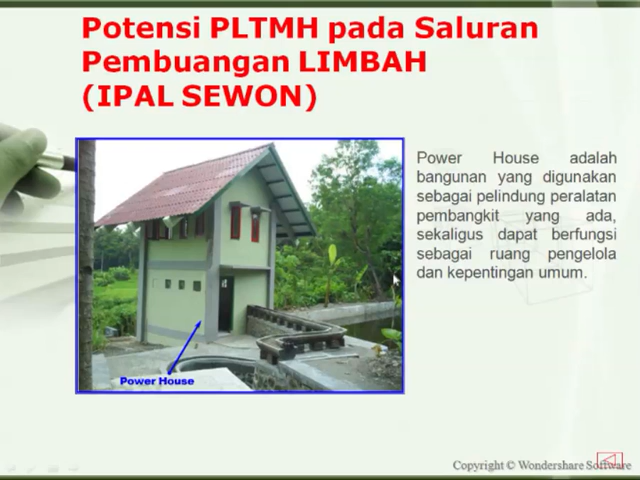 Potensi PLTMH pada Saluran
Pembuangan LIMBAH
(IPAL SEWON)
Power House adalah
bangunan yang digunakan
sebagai pelindung peralatan
pembangkit yang ada,
sekaligus dapat berfungsi
sebagai ruang pengelola
dan kepentingan umum.
Power House
Copyright © Wondershare Software